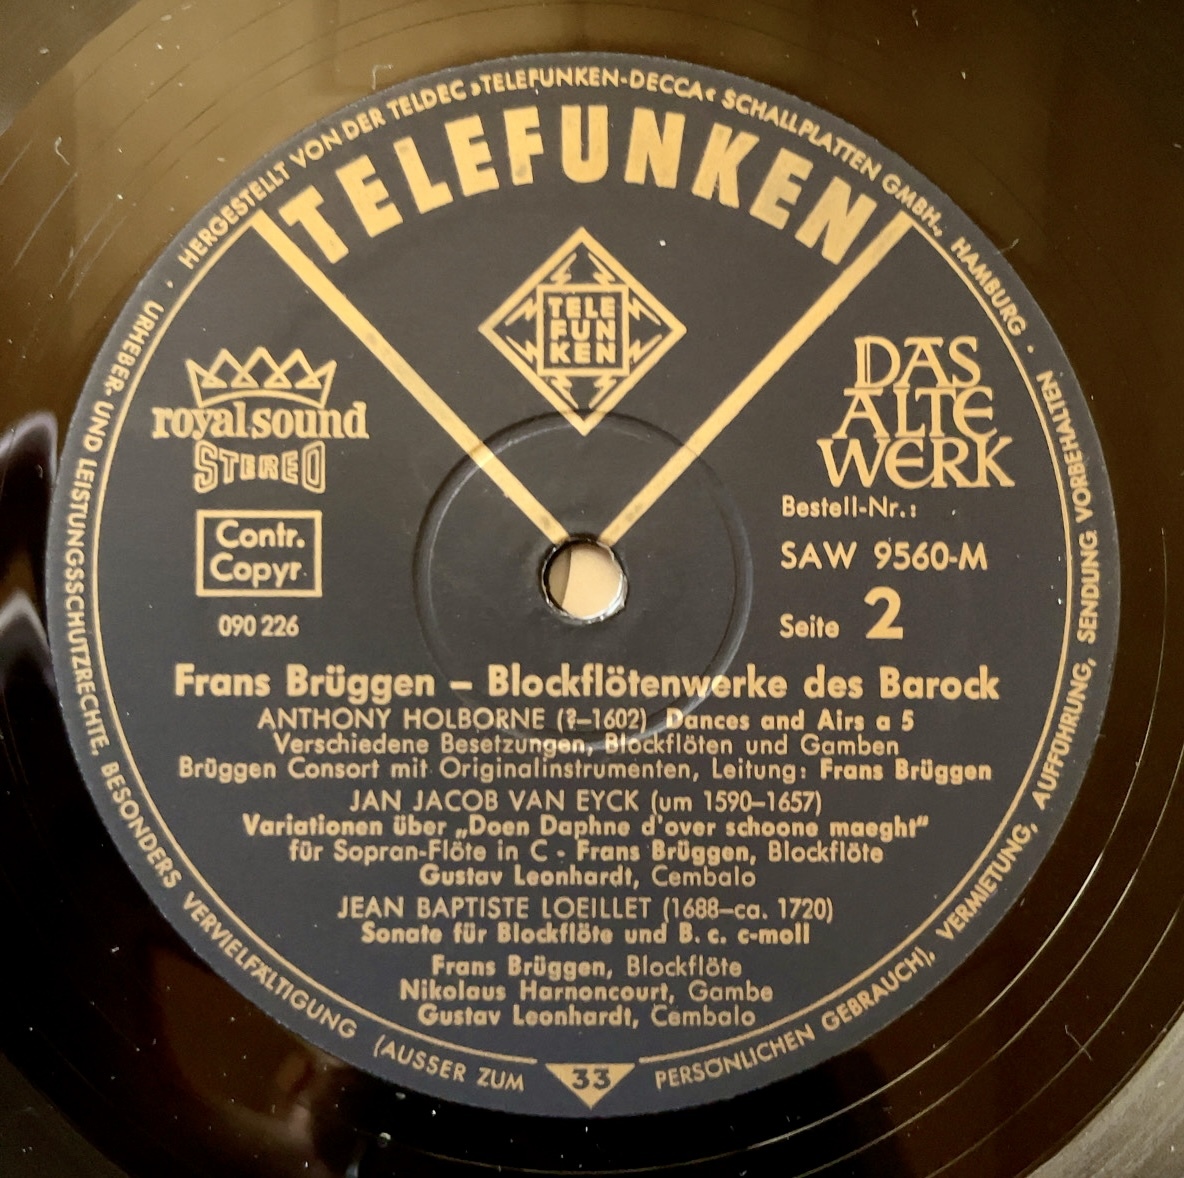 HERGESTELLT VON DER TELDEC »TELEFUNKEN-DECCA« SCHALLPLATTEN GMBH., HAMBURG · URHEBER- UND LEISTUNGSSCHUTZRECHTE, BESONDERS VERVIELFÄLTIGUNG (AUSSER ZUM PERSÖNLICHEN GEBRAUCH), VERMIETUNG, AUFFÜHRUNG, SENDUNG VORBEHALTEN ·
TELEFUNKEN
TELE
FUN
KEN
royal sound
STEREO
Contr.
Copyr.
090 226
DAS
ALTE
WERK
Bestell-Nr.:
SAW 9560-M
Seite 2
Frans Brüggen – Blockflötenwerke des Barock
ANTHONY HOLBORNE (?–1602) Dances and Airs a 5
Verschiedene Besetzungen, Blockflöten und Gamben
Brüggen Consort mit Originalinstrumenten, Leitung: Frans Brüggen
JAN JACOB VAN EYCK (um 1590–1657)
Variationen über „Doen Daphne d'over schoone maeght“
für Sopran-Flöte in C - Frans Brüggen, Blockflöte
Gustav Leonhardt, Cembalo
JEAN BAPTISTE LOEILLET (1688–ca. 1720)
Sonate für Blockflöte und B. c. c-moll
Frans Brüggen, Blockflöte
Nikolaus Harnoncourt, Gambe
Gustav Leonhardt, Cembalo
33